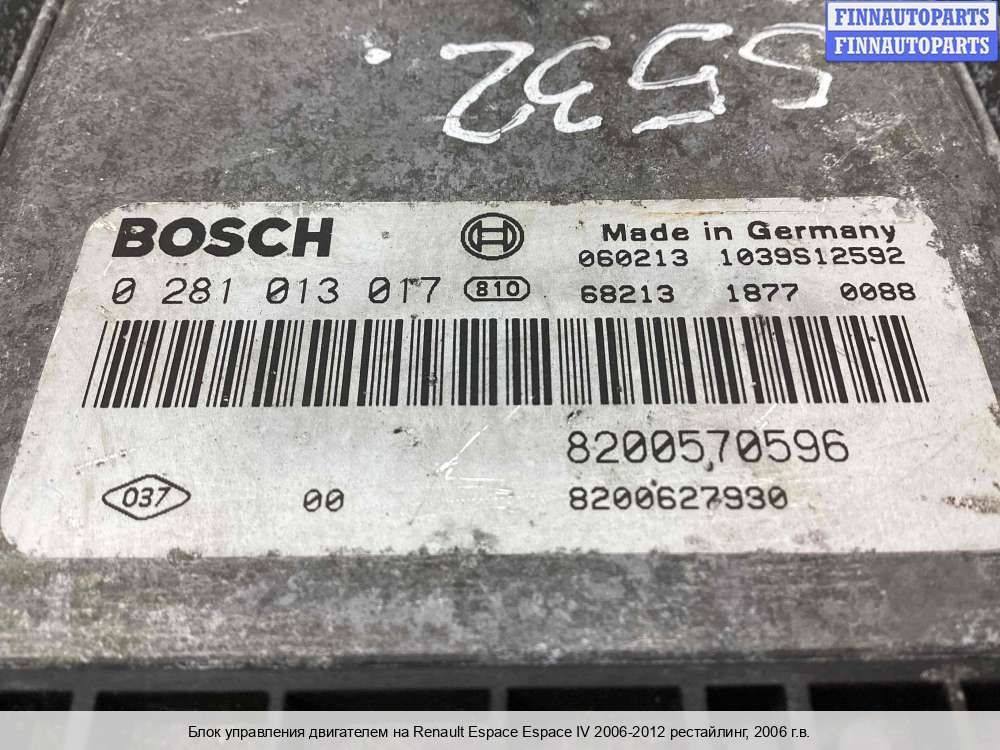 FINNAUTOPARTS
FINNAUTOPARTS
5532
BOSCH
Made in Germany
060213 1039S12592
0 281 013 017 810
68213 1877 0088
8200570596
037 00 8200627930
Блок управления двигателем на Renault Espace Espace IV 2006-2012 рестайлинг, 2006 г.в.